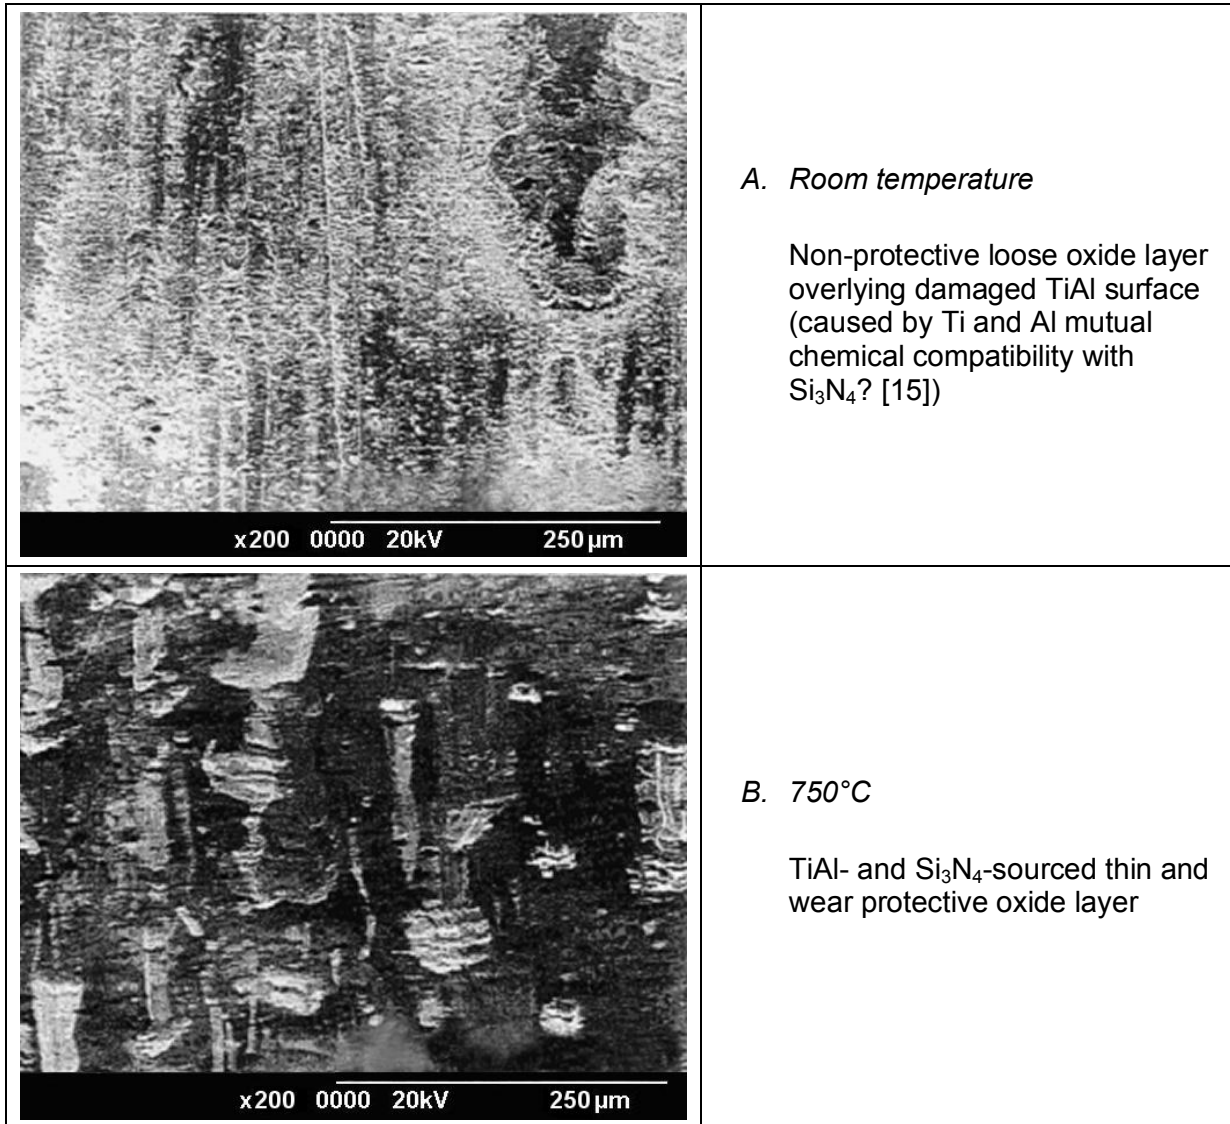 A. Room temperature
Non-protective loose oxide layer
overlying damaged TiAl surface
(caused by Ti and Al mutual
chemical compatibility with
Si₃N₄? [15])
x200 0000 20kV 250 µm
B. 750°C
TiAl- and Si₃N₄-sourced thin and
wear protective oxide layer
x200 0000 20kV 250 µm